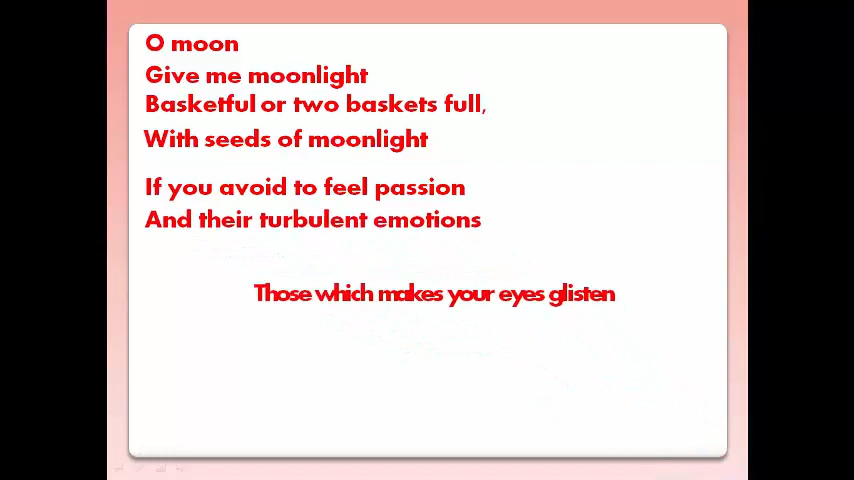 O moon
Give me moonlight
Basketful or two baskets full,
With seeds of moonlight
If you avoid to feel passion
And their turbulent emotions
Those which makes your eyes glisten